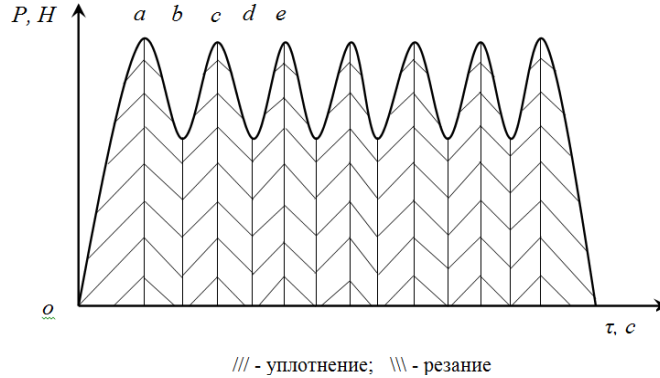 P, H a b c d e
o
τ, c
/// - уплотнение; \\\ - резание